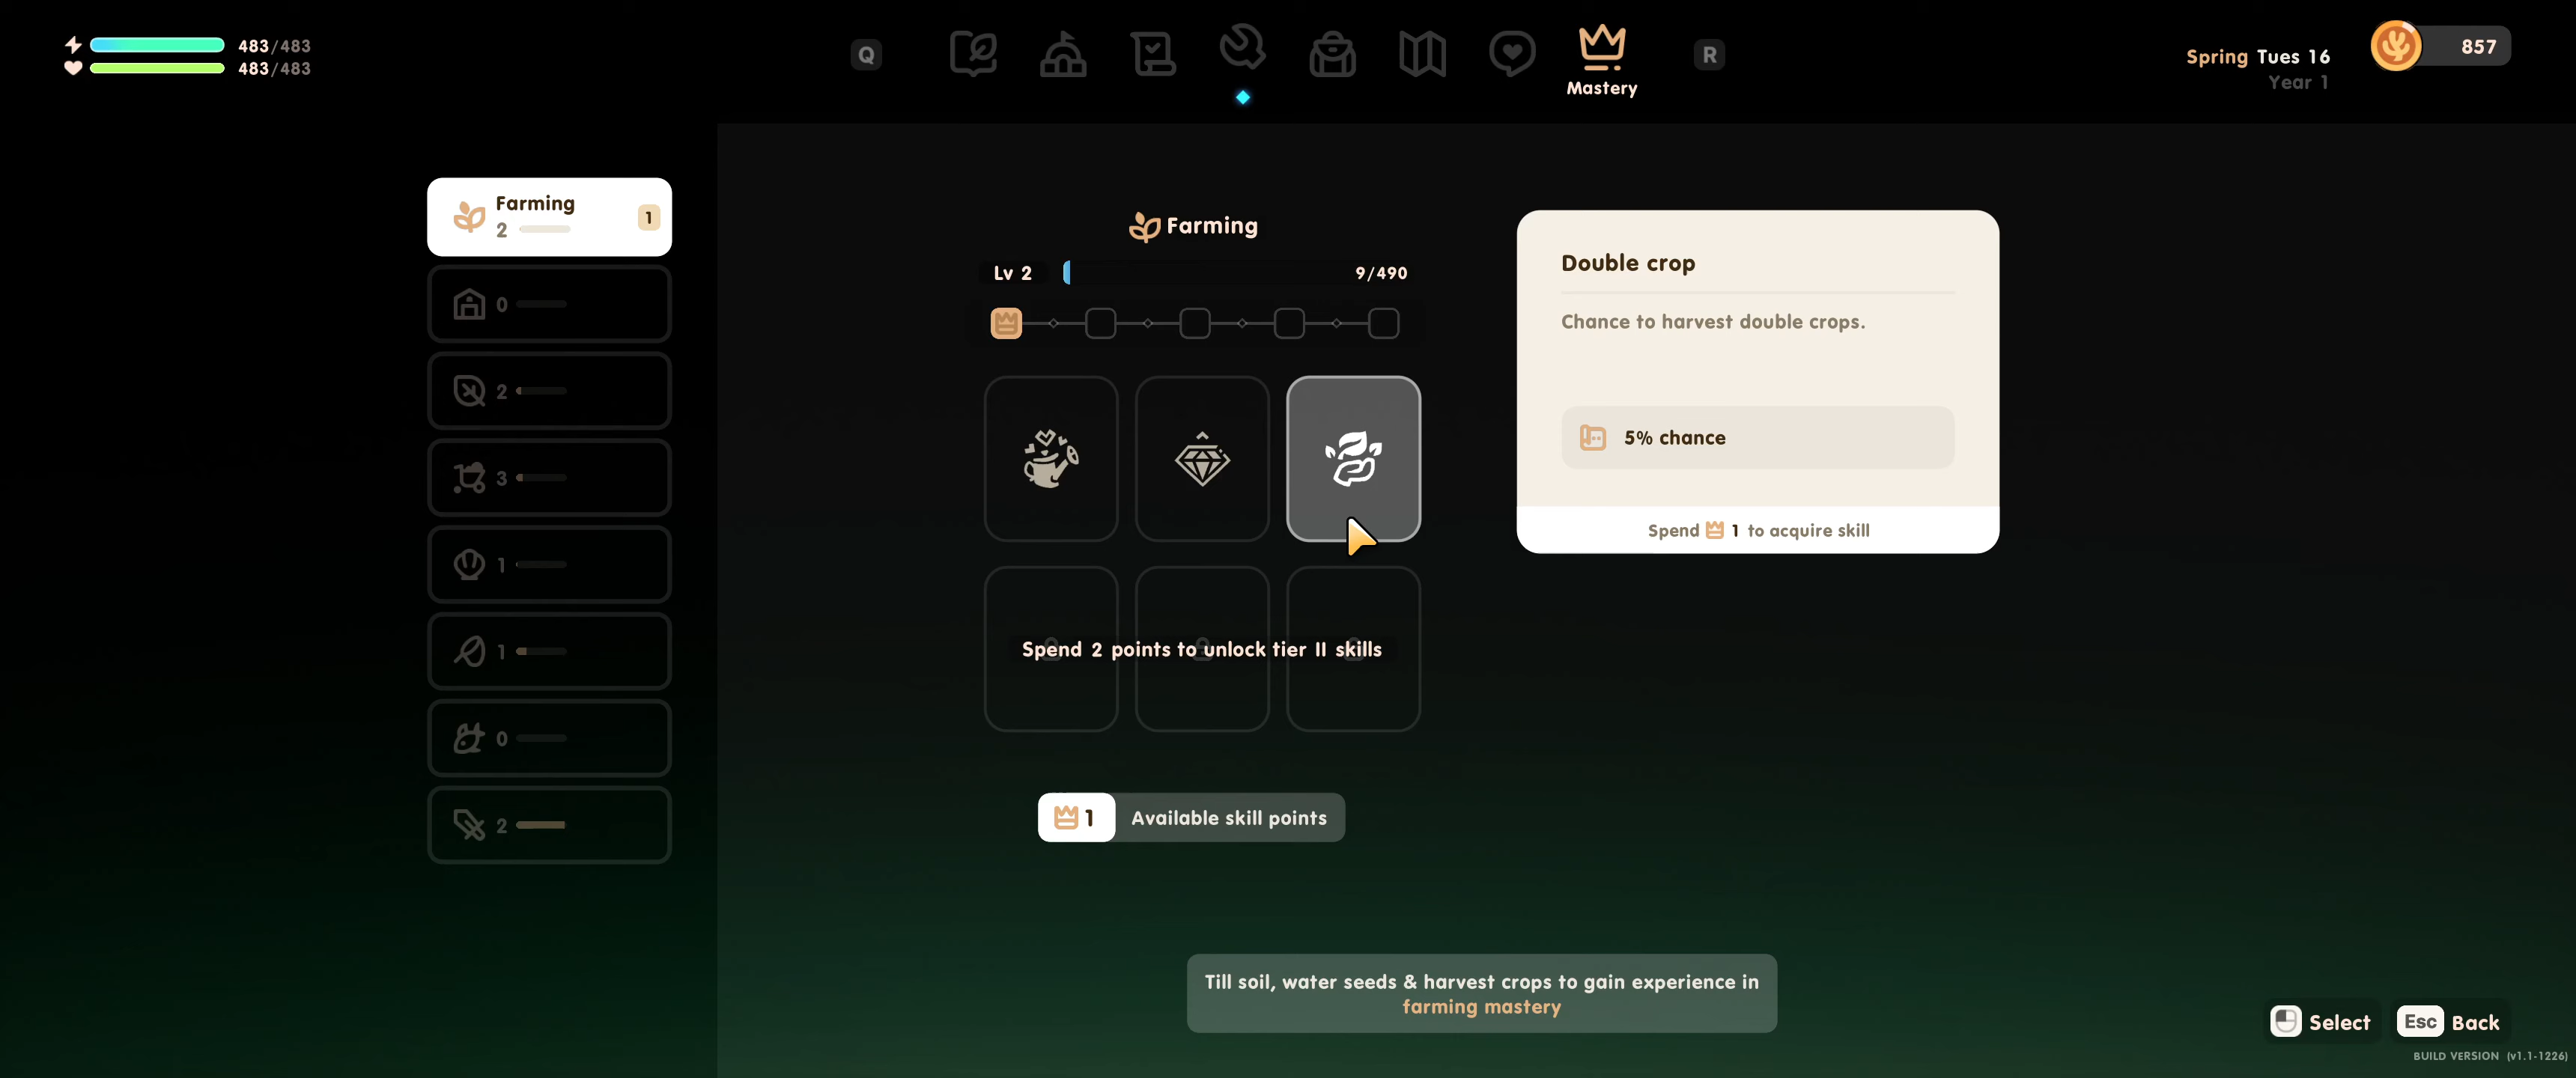 483/483
483/483
Q
R
Mastery
Spring Tues 16
Year 1
857
Farming
2
1
0
2
3
1
1
0
2
Farming
Lv 2
9/490
Spend 2 points to unlock tier II skills
1 Available skill points
Double crop
Chance to harvest double crops.
5% chance
Spend 1 to acquire skill
Till soil, water seeds & harvest crops to gain experience in
farming mastery
Select
Esc Back
BUILD VERSION (v1.1-1226)